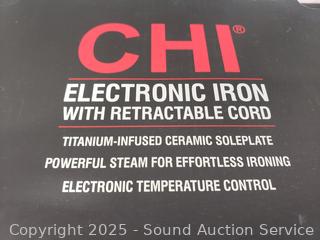 CHI®
ELECTRONIC IRON
WITH RETRACTABLE CORD
TITANIUM-INFUSED CERAMIC SOLEPLATE
POWERFUL STEAM FOR EFFORTLESS IRONING
ELECTRONIC TEMPERATURE CONTROL
Copyright 2025 - Sound Auction Service